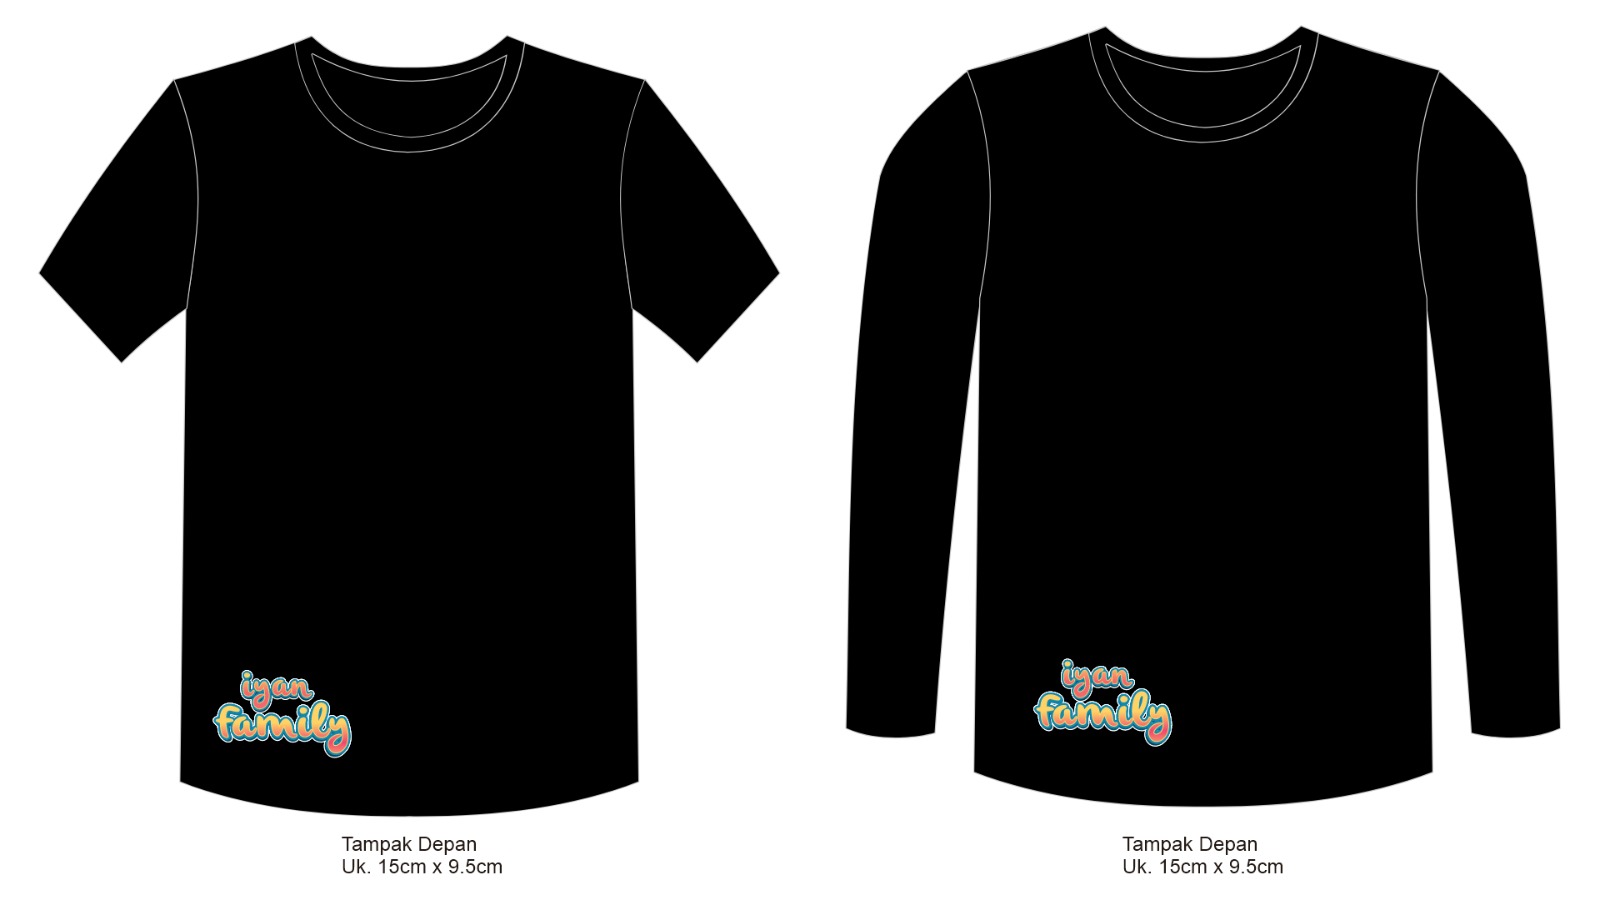 iyan
family
Tampak Depan
Uk. 15cm x 9.5cm
iyan
family
Tampak Depan
Uk. 15cm x 9.5cm